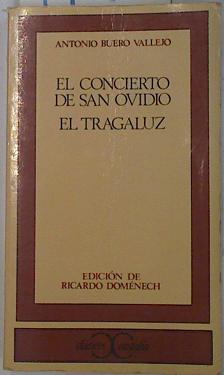 ANTONIO BUERO VALLEJO
EL CONCIERTO
DE SAN OVIDIO
EL TRAGALUZ
EDICIÓN DE
RICARDO DOMÉNECH
clásicos castalia